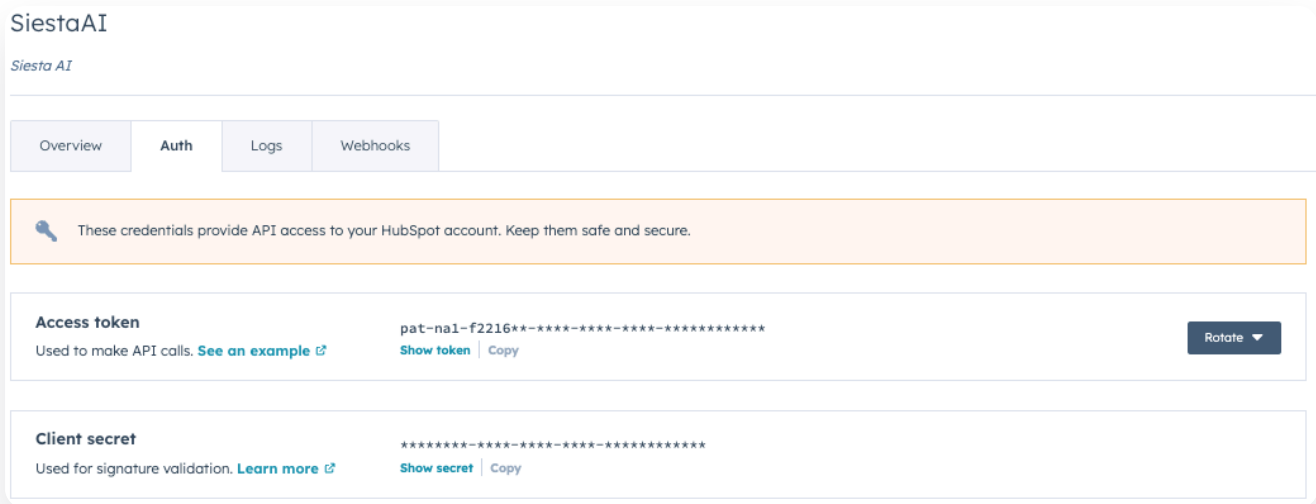 SiestaAI
Siesta AI
Overview Auth Logs Webhooks
These credentials provide API access to your HubSpot account. Keep them safe and secure.
Access token
Used to make API calls. See an example
pat-na1-f2216**-****-****-****-************
Show token Copy
Rotate
Client secret
Used for signature validation. Learn more
********-****-****-****-************
Show secret Copy